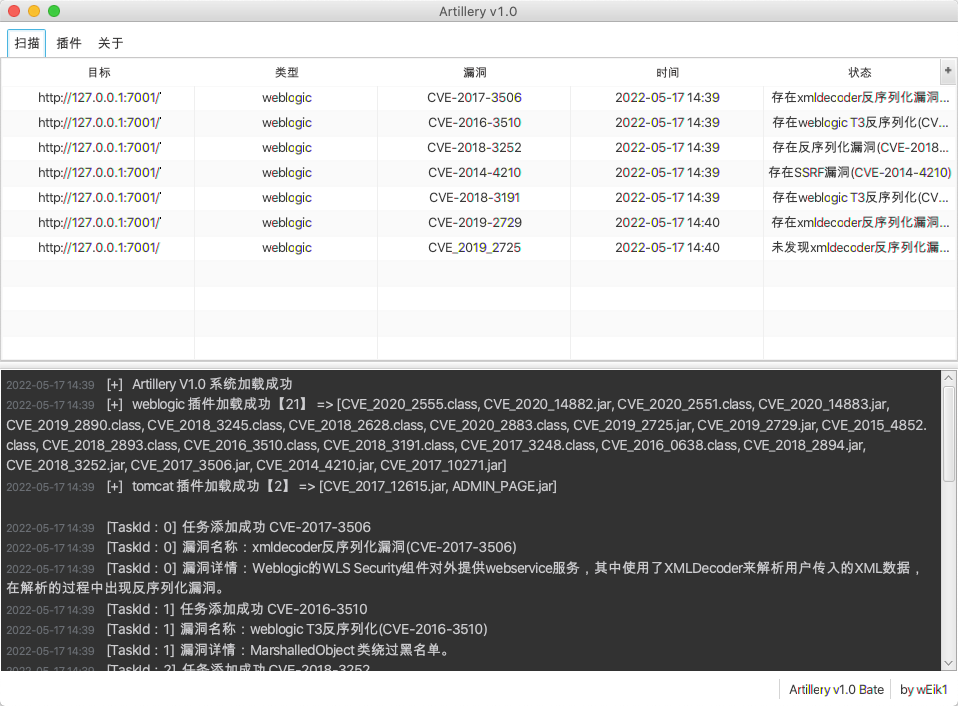 Artillery v1.0
扫描 插件 关于
目标 类型 漏洞 时间 状态 +
http://127.0.0.1:7001/ weblogic CVE-2017-3506 2022-05-17 14:39 存在xmldecoder反序列化漏洞...
http://127.0.0.1:7001/ weblogic CVE-2016-3510 2022-05-17 14:39 存在weblogic T3反序列化(CV...
http://127.0.0.1:7001/ weblogic CVE-2018-3252 2022-05-17 14:39 存在反序列化漏洞(CVE-2018...
http://127.0.0.1:7001/ weblogic CVE-2014-4210 2022-05-17 14:39 存在SSRF漏洞(CVE-2014-4210)
http://127.0.0.1:7001/ weblogic CVE-2018-3191 2022-05-17 14:39 存在weblogic T3反序列化(CV...
http://127.0.0.1:7001/ weblogic CVE-2019-2729 2022-05-17 14:40 存在xmldecoder反序列化漏洞...
http://127.0.0.1:7001/ weblogic CVE_2019_2725 2022-05-17 14:40 未发现xmldecoder反序列化漏...
2022-05-17 14:39 [+] Artillery V1.0 系统加载成功
2022-05-17 14:39 [+] weblogic 插件加载成功【21】 => [CVE_2020_2555.class, CVE_2020_14882.jar, CVE_2020_2551.class, CVE_2020_14883.jar,
CVE_2019_2890.class, CVE_2018_3245.class, CVE_2018_2628.class, CVE_2020_2883.class, CVE_2019_2725.jar, CVE_2019_2729.jar, CVE_2015_4852.
class, CVE_2018_2893.class, CVE_2016_3510.class, CVE_2018_3191.class, CVE_2017_3248.class, CVE_2016_0638.class, CVE_2018_2894.jar,
CVE_2018_3252.jar, CVE_2017_3506.jar, CVE_2014_4210.jar, CVE_2017_10271.jar]
2022-05-17 14:39 [+] tomcat 插件加载成功【2】 => [CVE_2017_12615.jar, ADMIN_PAGE.jar]
2022-05-17 14:39 [TaskId：0] 任务添加成功 CVE-2017-3506
2022-05-17 14:39 [TaskId：0] 漏洞名称：xmldecoder反序列化漏洞(CVE-2017-3506)
2022-05-17 14:39 [TaskId：0] 漏洞详情：Weblogic的WLS Security组件对外提供webservice服务，其中使用了XMLDecoder来解析用户传入的XML数据，
在解析的过程中出现反序列化漏洞。
2022-05-17 14:39 [TaskId：1] 任务添加成功 CVE-2016-3510
2022-05-17 14:39 [TaskId：1] 漏洞名称：weblogic T3反序列化(CVE-2016-3510)
2022-05-17 14:39 [TaskId：1] 漏洞详情：MarshalledObject 类绕过黑名单。
2022-05-17 14:39 [TaskId：2] 任务添加成功 CVE-2018-3252
Artillery v1.0 Bate by wEik1